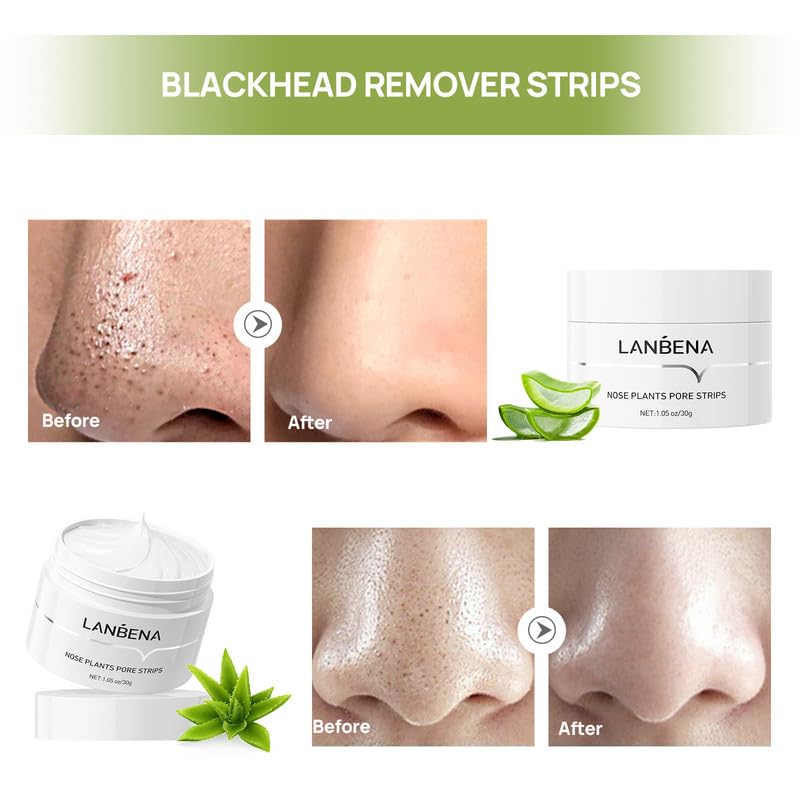 BLACKHEAD REMOVER STRIPS
Before
After
LANBENA
NOSE PLANTS PORE STRIPS
NET:1.05 oz/30g
LANBENA
NOSE PLANTS PORE STRIPS
NET:1.05 oz/30g
Before
After